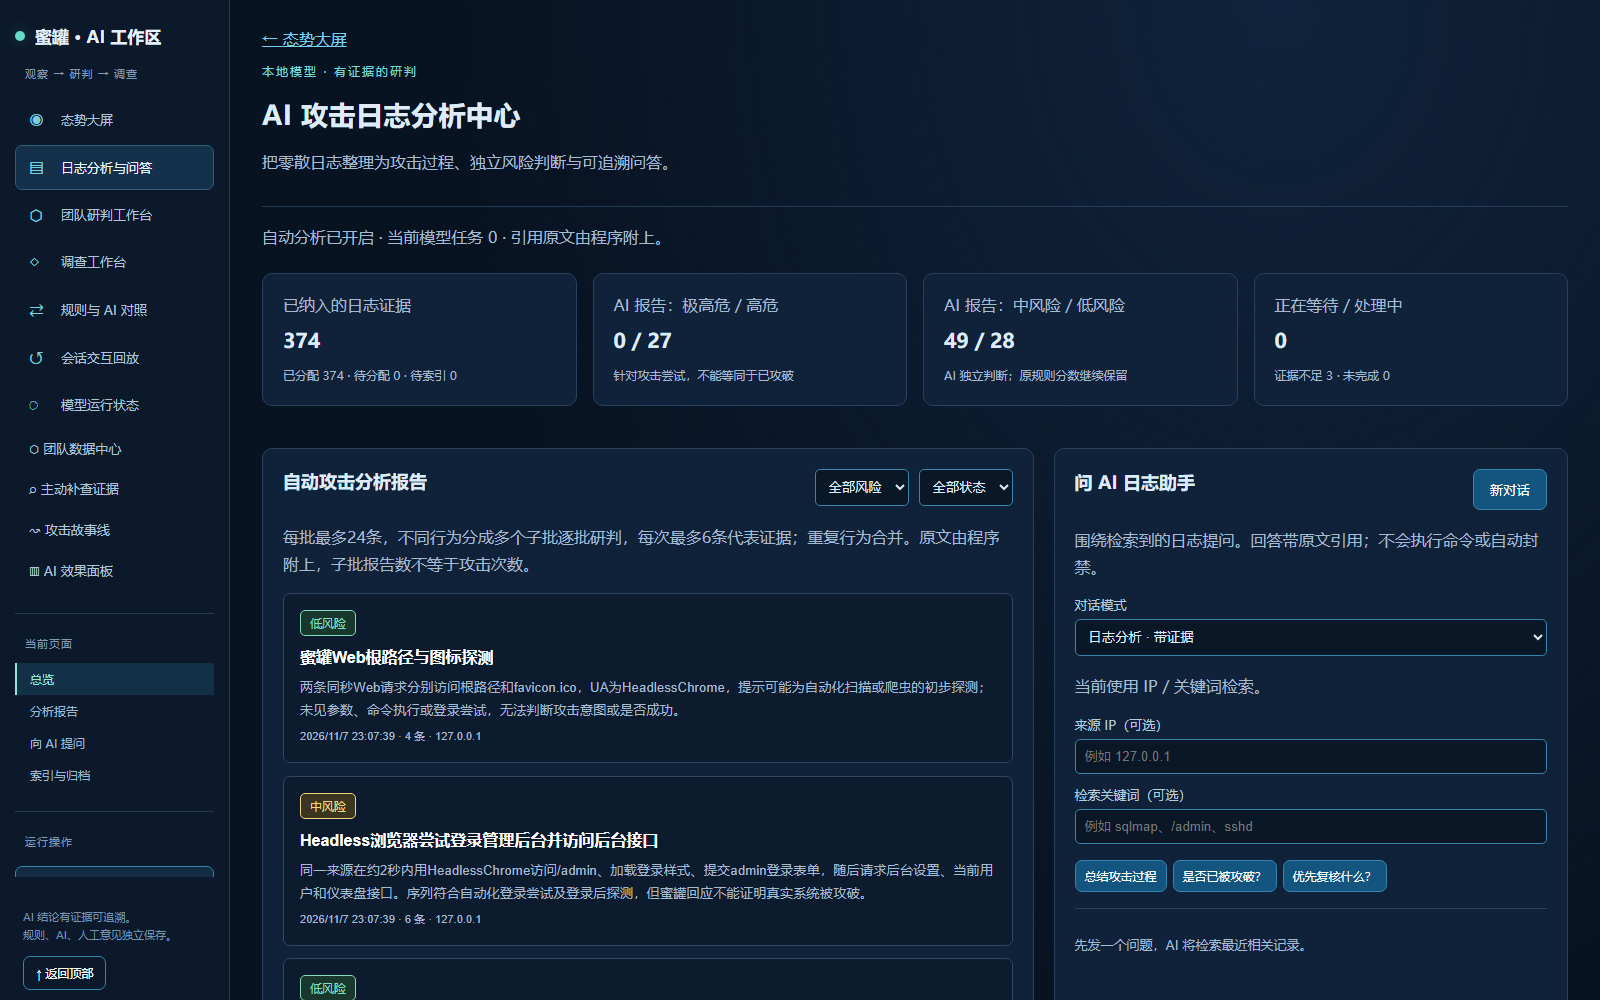 蜜罐 • AI 工作区
观察 → 研判 → 调查
态势大屏
日志分析与问答
团队研判工作台
调查工作台
规则与 AI 对照
会话交互回放
模型运行状态
团队数据中心
主动补查证据
攻击故事线
AI 效果面板
当前页面
总览
分析报告
向 AI 提问
索引与归档
运行操作
AI 结论有证据可追溯。
规则、AI、人工意见独立保存。
↑ 返回顶部
← 态势大屏
本地模型 · 有证据的研判
AI 攻击日志分析中心
把零散日志整理为攻击过程、独立风险判断与可追溯问答。
自动分析已开启 · 当前模型任务 0 · 引用原文由程序附上。
已纳入的日志证据
374
已分配 374 · 待分配 0 · 待索引 0
AI 报告：极高危 / 高危
0 / 27
针对攻击尝试，不能等同于已攻破
AI 报告：中风险 / 低风险
49 / 28
AI 独立判断；原规则分数继续保留
正在等待 / 处理中
0
证据不足 3 · 未完成 0
自动攻击分析报告
全部风险
全部状态
每批最多24条，不同行为分成多个子批逐批研判，每次最多6条代表证据；重复行为合并。原文由程序
附上，子批报告数不等于攻击次数。
低风险
蜜罐Web根路径与图标探测
两条同秒Web请求分别访问根路径和favicon.ico，UA为HeadlessChrome，提示可能为自动化扫描或爬虫的初步探测；
未见参数、命令执行或登录尝试，无法判断攻击意图或是否成功。
2026/11/7 23:07:39 · 4 条 · 127.0.0.1
中风险
Headless浏览器尝试登录管理后台并访问后台接口
同一来源在约2秒内用HeadlessChrome访问/admin、加载登录样式、提交admin登录表单，随后请求后台设置、当前用
户和仪表盘接口。序列符合自动化登录尝试及登录后探测，但蜜罐回应不能证明真实系统被攻破。
2026/11/7 23:07:39 · 6 条 · 127.0.0.1
低风险
问 AI 日志助手
新对话
围绕检索到的日志提问。回答带原文引用；不会执行命令或自动封
禁。
对话模式
日志分析 · 带证据
当前使用 IP / 关键词检索。
来源 IP（可选）
例如 127.0.0.1
检索关键词（可选）
例如 sqlmap、/admin、sshd
总结攻击过程
是否已被攻破？
优先复核什么？
先发一个问题，AI 将检索最近相关记录。